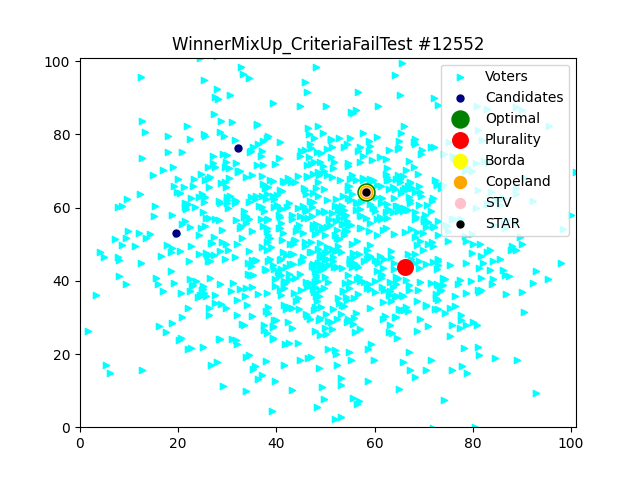 WinnerMixUp_CriteriaFailTest #12552
100
80
60
40
20
0
0
20
40
60
80
100
Voters
Candidates
Optimal
Plurality
Borda
Copeland
STV
STAR